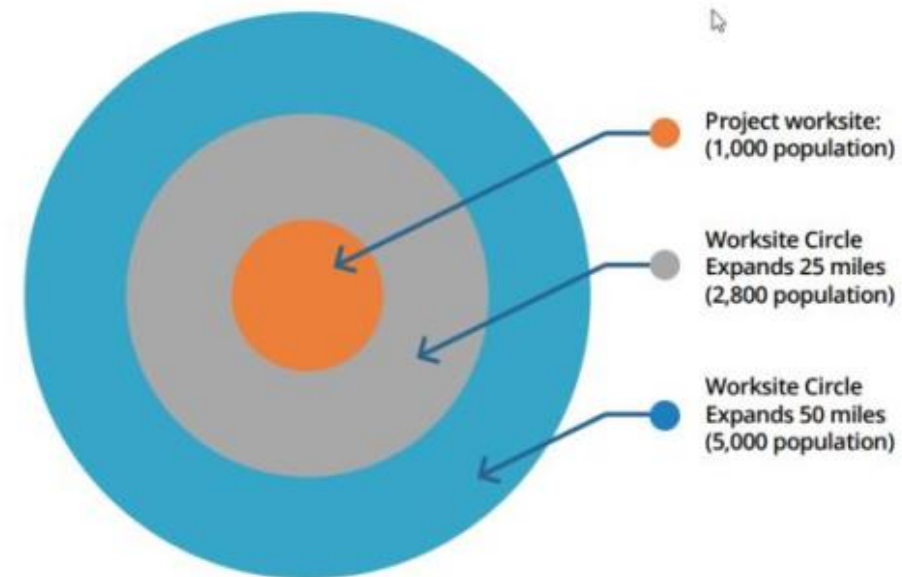 Project worksite:
(1,000 population)
Worksite Circle
Expands 25 miles
(2,800 population)
Worksite Circle
Expands 50 miles
(5,000 population)